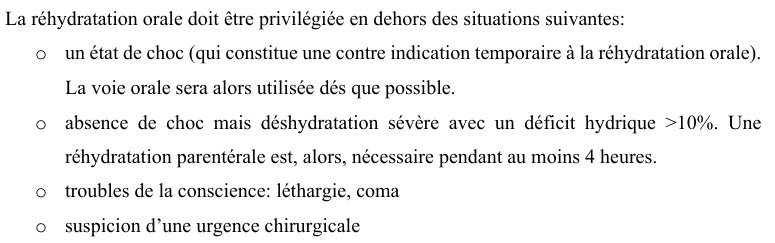 La réhydratation orale doit être privilégiée en dehors des situations suivantes:
o un état de choc (qui constitue une contre indication temporaire à la réhydratation orale).
La voie orale sera alors utilisée dés que possible.
o absence de choc mais déshydratation sévère avec un déficit hydrique >10%. Une
réhydratation parentérale est, alors, nécessaire pendant au moins 4 heures.
o troubles de la conscience: léthargie, coma
o suspicion d’une urgence chirurgicale